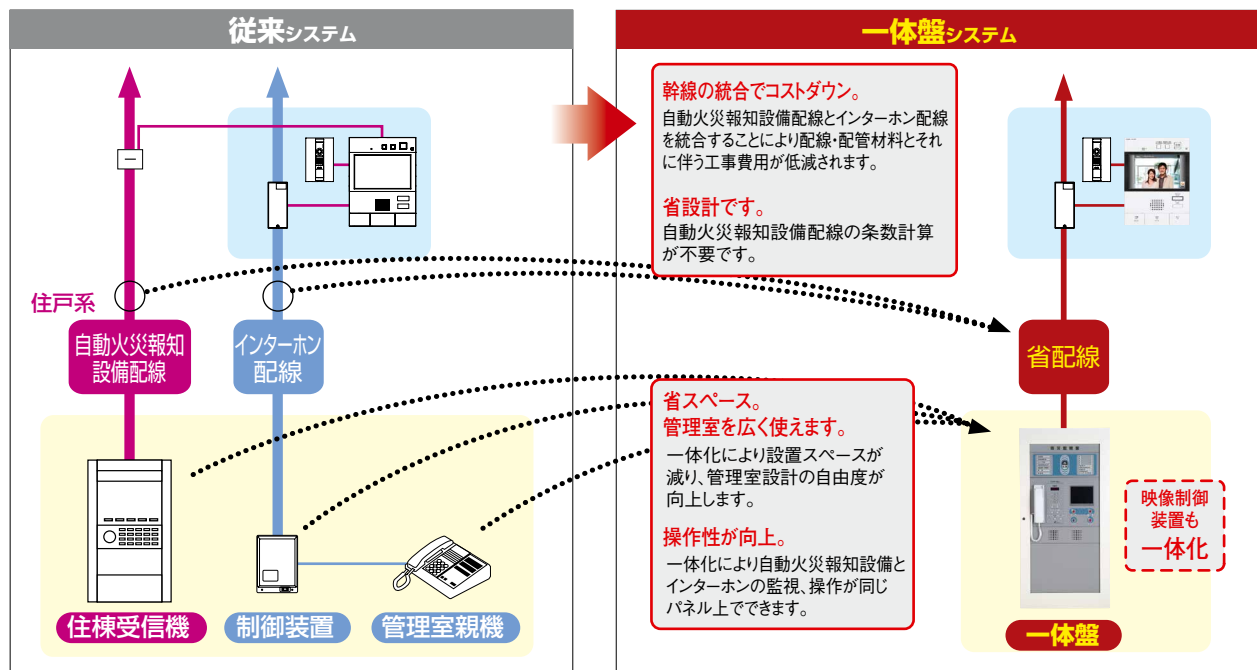 従来システム
住戸系
自動火災報知
設備配線
インターホン
配線
住棟受信機
制御装置
管理室親機
一体盤システム
幹線の統合でコストダウン。
自動火災報知設備配線とインターホン配線
を統合することにより配線・配管材料とそれ
に伴う工事費用が低減されます。
省設計です。
自動火災報知設備配線の条数計算
が不要です。
省配線
省スペース。
管理室を広く使えます。
一体化により設置スペースが
減り、管理室設計の自由度が
向上します。
操作性が向上。
一体化により自動火災報知設備と
インターホンの監視、操作が同じ
パネル上でできます。
映像制御
装置も
一体化
一体盤